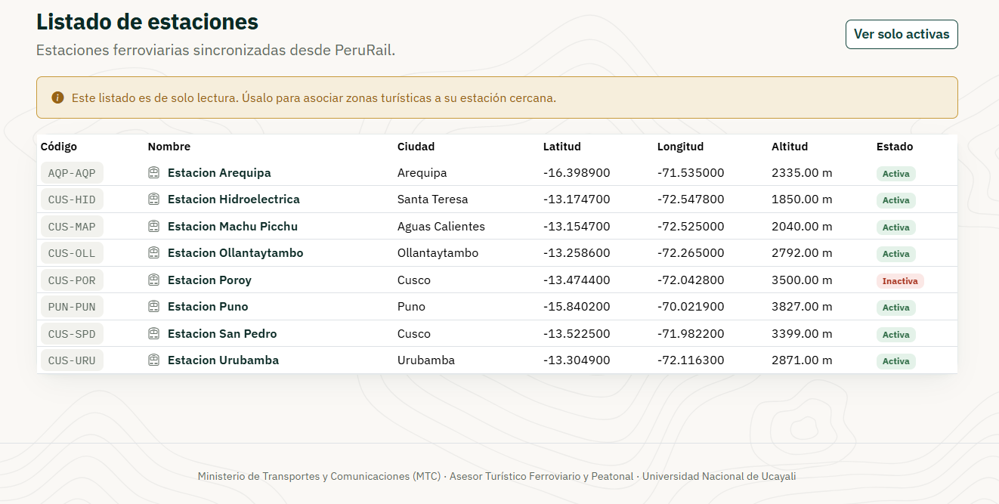 Listado de estaciones
Ver solo activas
Estaciones ferroviarias sincronizadas desde PeruRail.
Este listado es de solo lectura. Úsalo para asociar zonas turísticas a su estación cercana.
Código Nombre Ciudad Latitud Longitud Altitud Estado
AQP-AQP Estacion Arequipa Arequipa -16.398900 -71.535000 2335.00 m Activa
CUS-HID Estacion Hidroelectrica Santa Teresa -13.174700 -72.547800 1850.00 m Activa
CUS-MAP Estacion Machu Picchu Aguas Calientes -13.154700 -72.525000 2040.00 m Activa
CUS-OLL Estacion Ollantaytambo Ollantaytambo -13.258600 -72.265000 2792.00 m Activa
CUS-POR Estacion Poroy Cusco -13.474400 -72.042800 3500.00 m Inactiva
PUN-PUN Estacion Puno Puno -15.840200 -70.021900 3827.00 m Activa
CUS-SPD Estacion San Pedro Cusco -13.522500 -71.982200 3399.00 m Activa
CUS-URU Estacion Urubamba Urubamba -13.304900 -72.116300 2871.00 m Activa
Ministerio de Transportes y Comunicaciones (MTC) · Asesor Turístico Ferroviario y Peatonal · Universidad Nacional de Ucayali